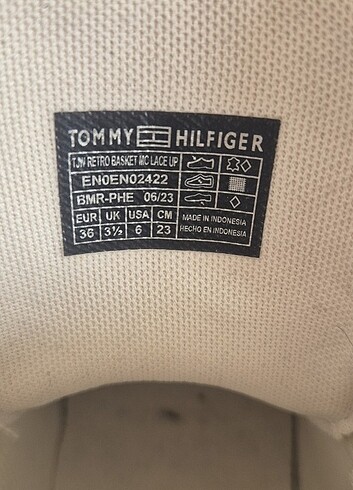 TOMMY HILFIGER
TJW RETRO BASKET MC LACE UP
EN0EN02422
BMR-PHE 06/23
EUR UK USA CM
36 3½ 6 23
MADE IN INDONESIA
HECHO EN INDONESIA